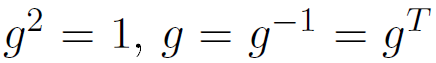 g² = 1, g = g⁻¹ = gᵀ